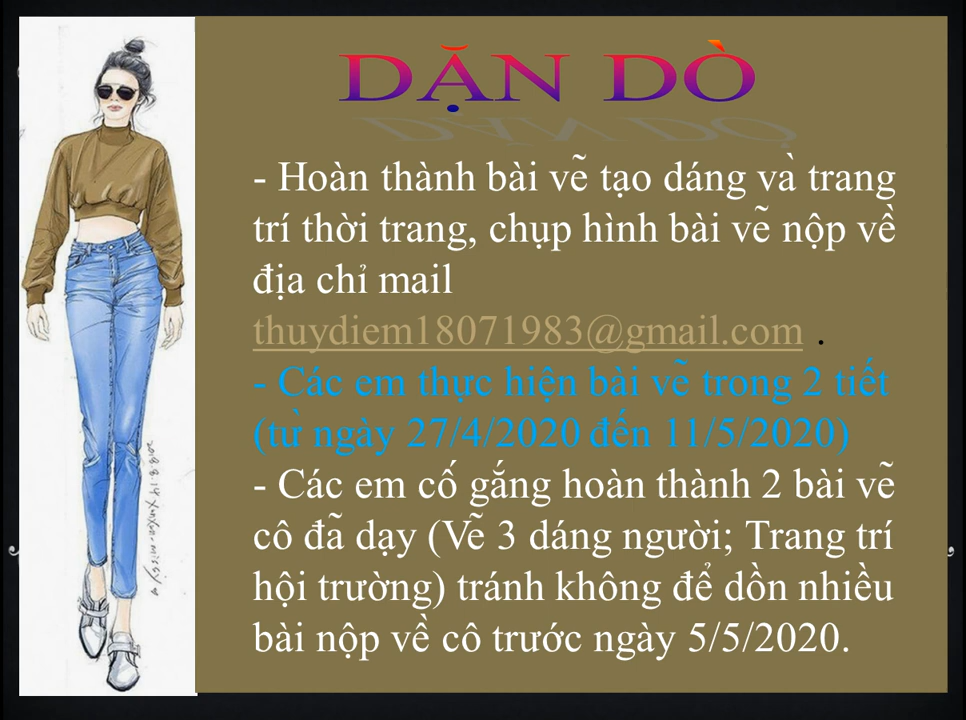 DẶN DÒ
- Hoàn thành bài vẽ tạo dáng và trang
trí thời trang, chụp hình bài vẽ nộp về
địa chỉ mail
thuydiem18071983@gmail.com .
- Các em thực hiện bài vẽ trong 2 tiết
(từ ngày 27/4/2020 đến 11/5/2020)
- Các em cố gắng hoàn thành 2 bài vẽ
cô đã dạy (Vẽ 3 dáng người; Trang trí
hội trường) tránh không để dồn nhiều
bài nộp về cô trước ngày 5/5/2020.